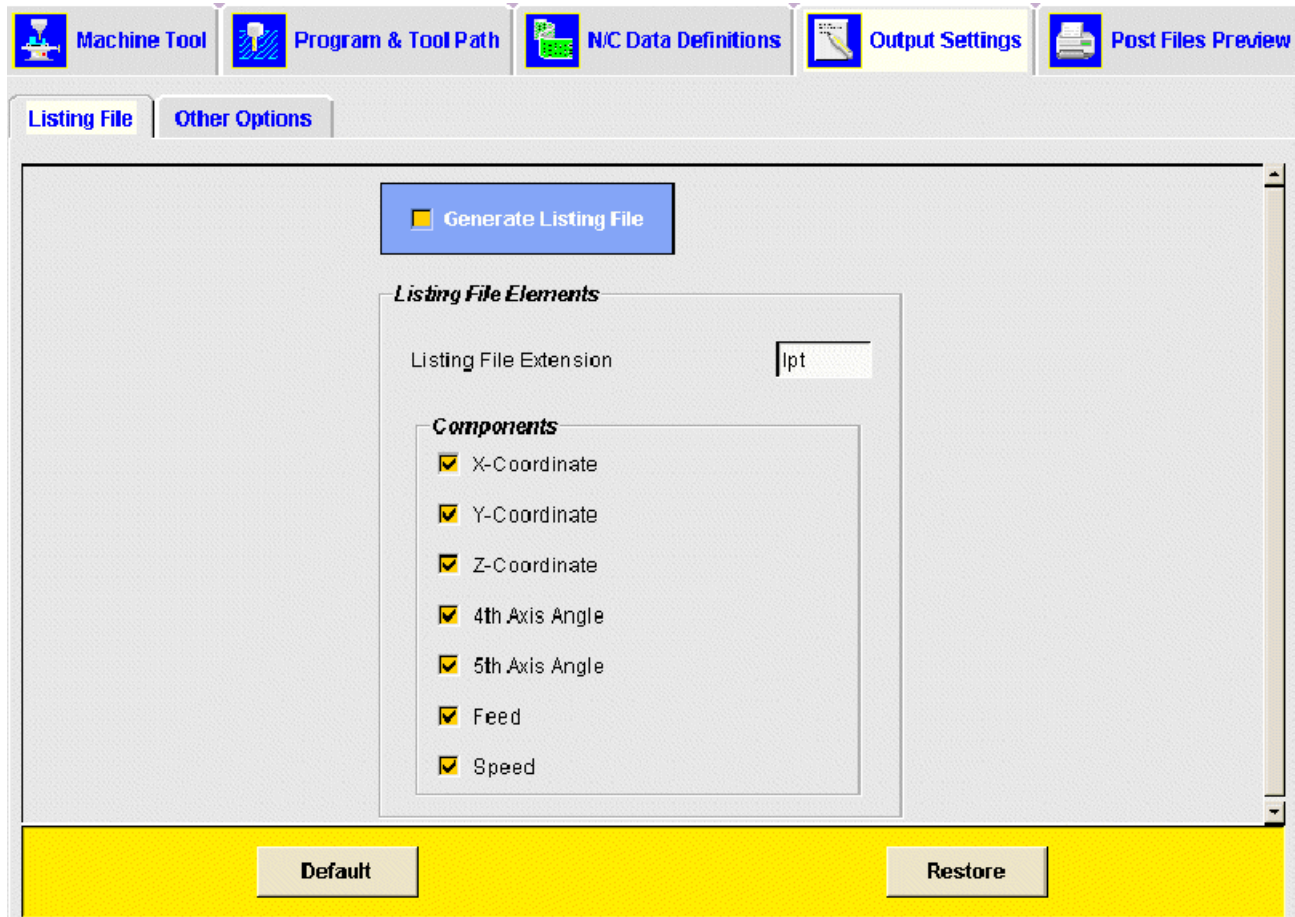 Machine Tool
Program & Tool Path
N/C Data Definitions
Output Settings
Post Files Preview
Listing File
Other Options
Generate Listing File
Listing File Elements
Listing File Extension
lpt
Components
X-Coordinate
Y-Coordinate
Z-Coordinate
4th Axis Angle
5th Axis Angle
Feed
Speed
Default
Restore